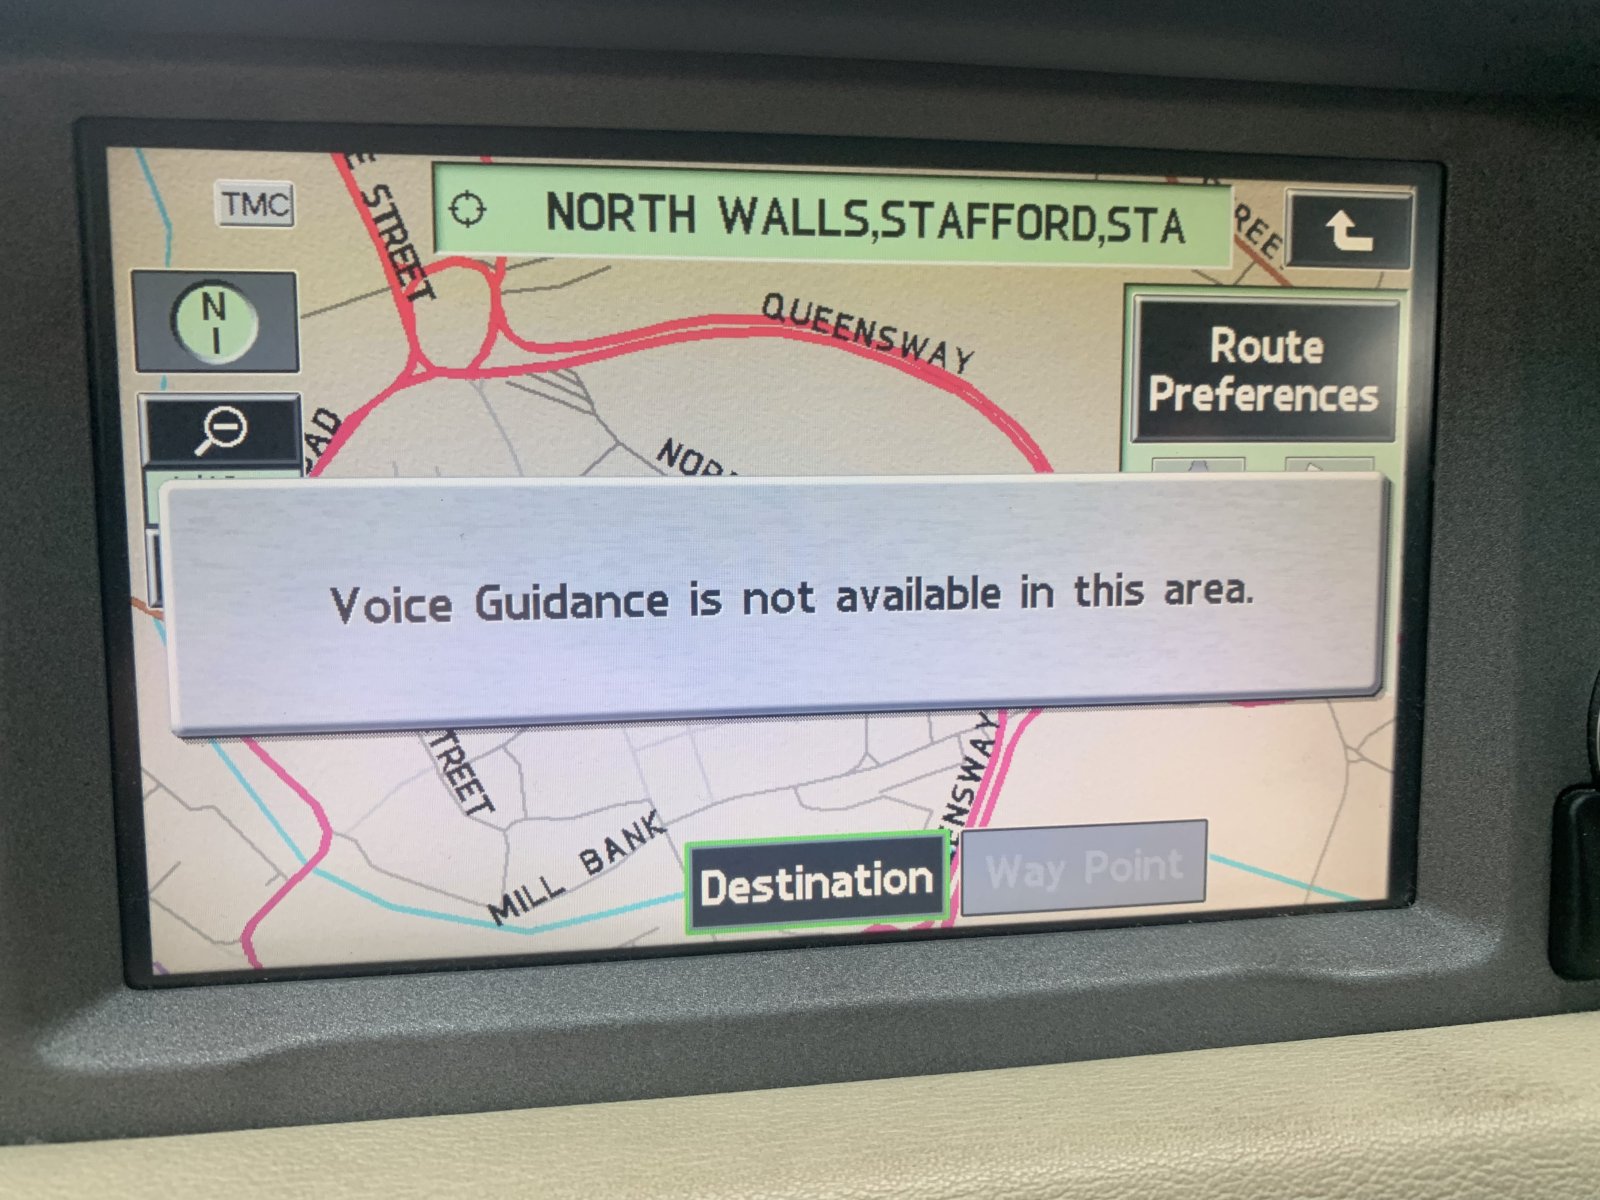 TMC
STREET
NORTH WALLS,STAFFORD,STA
N
QUEENSWAY
Route
Preferences
Voice Guidance is not available in this area.
MILL BANK
Destination
Way Point